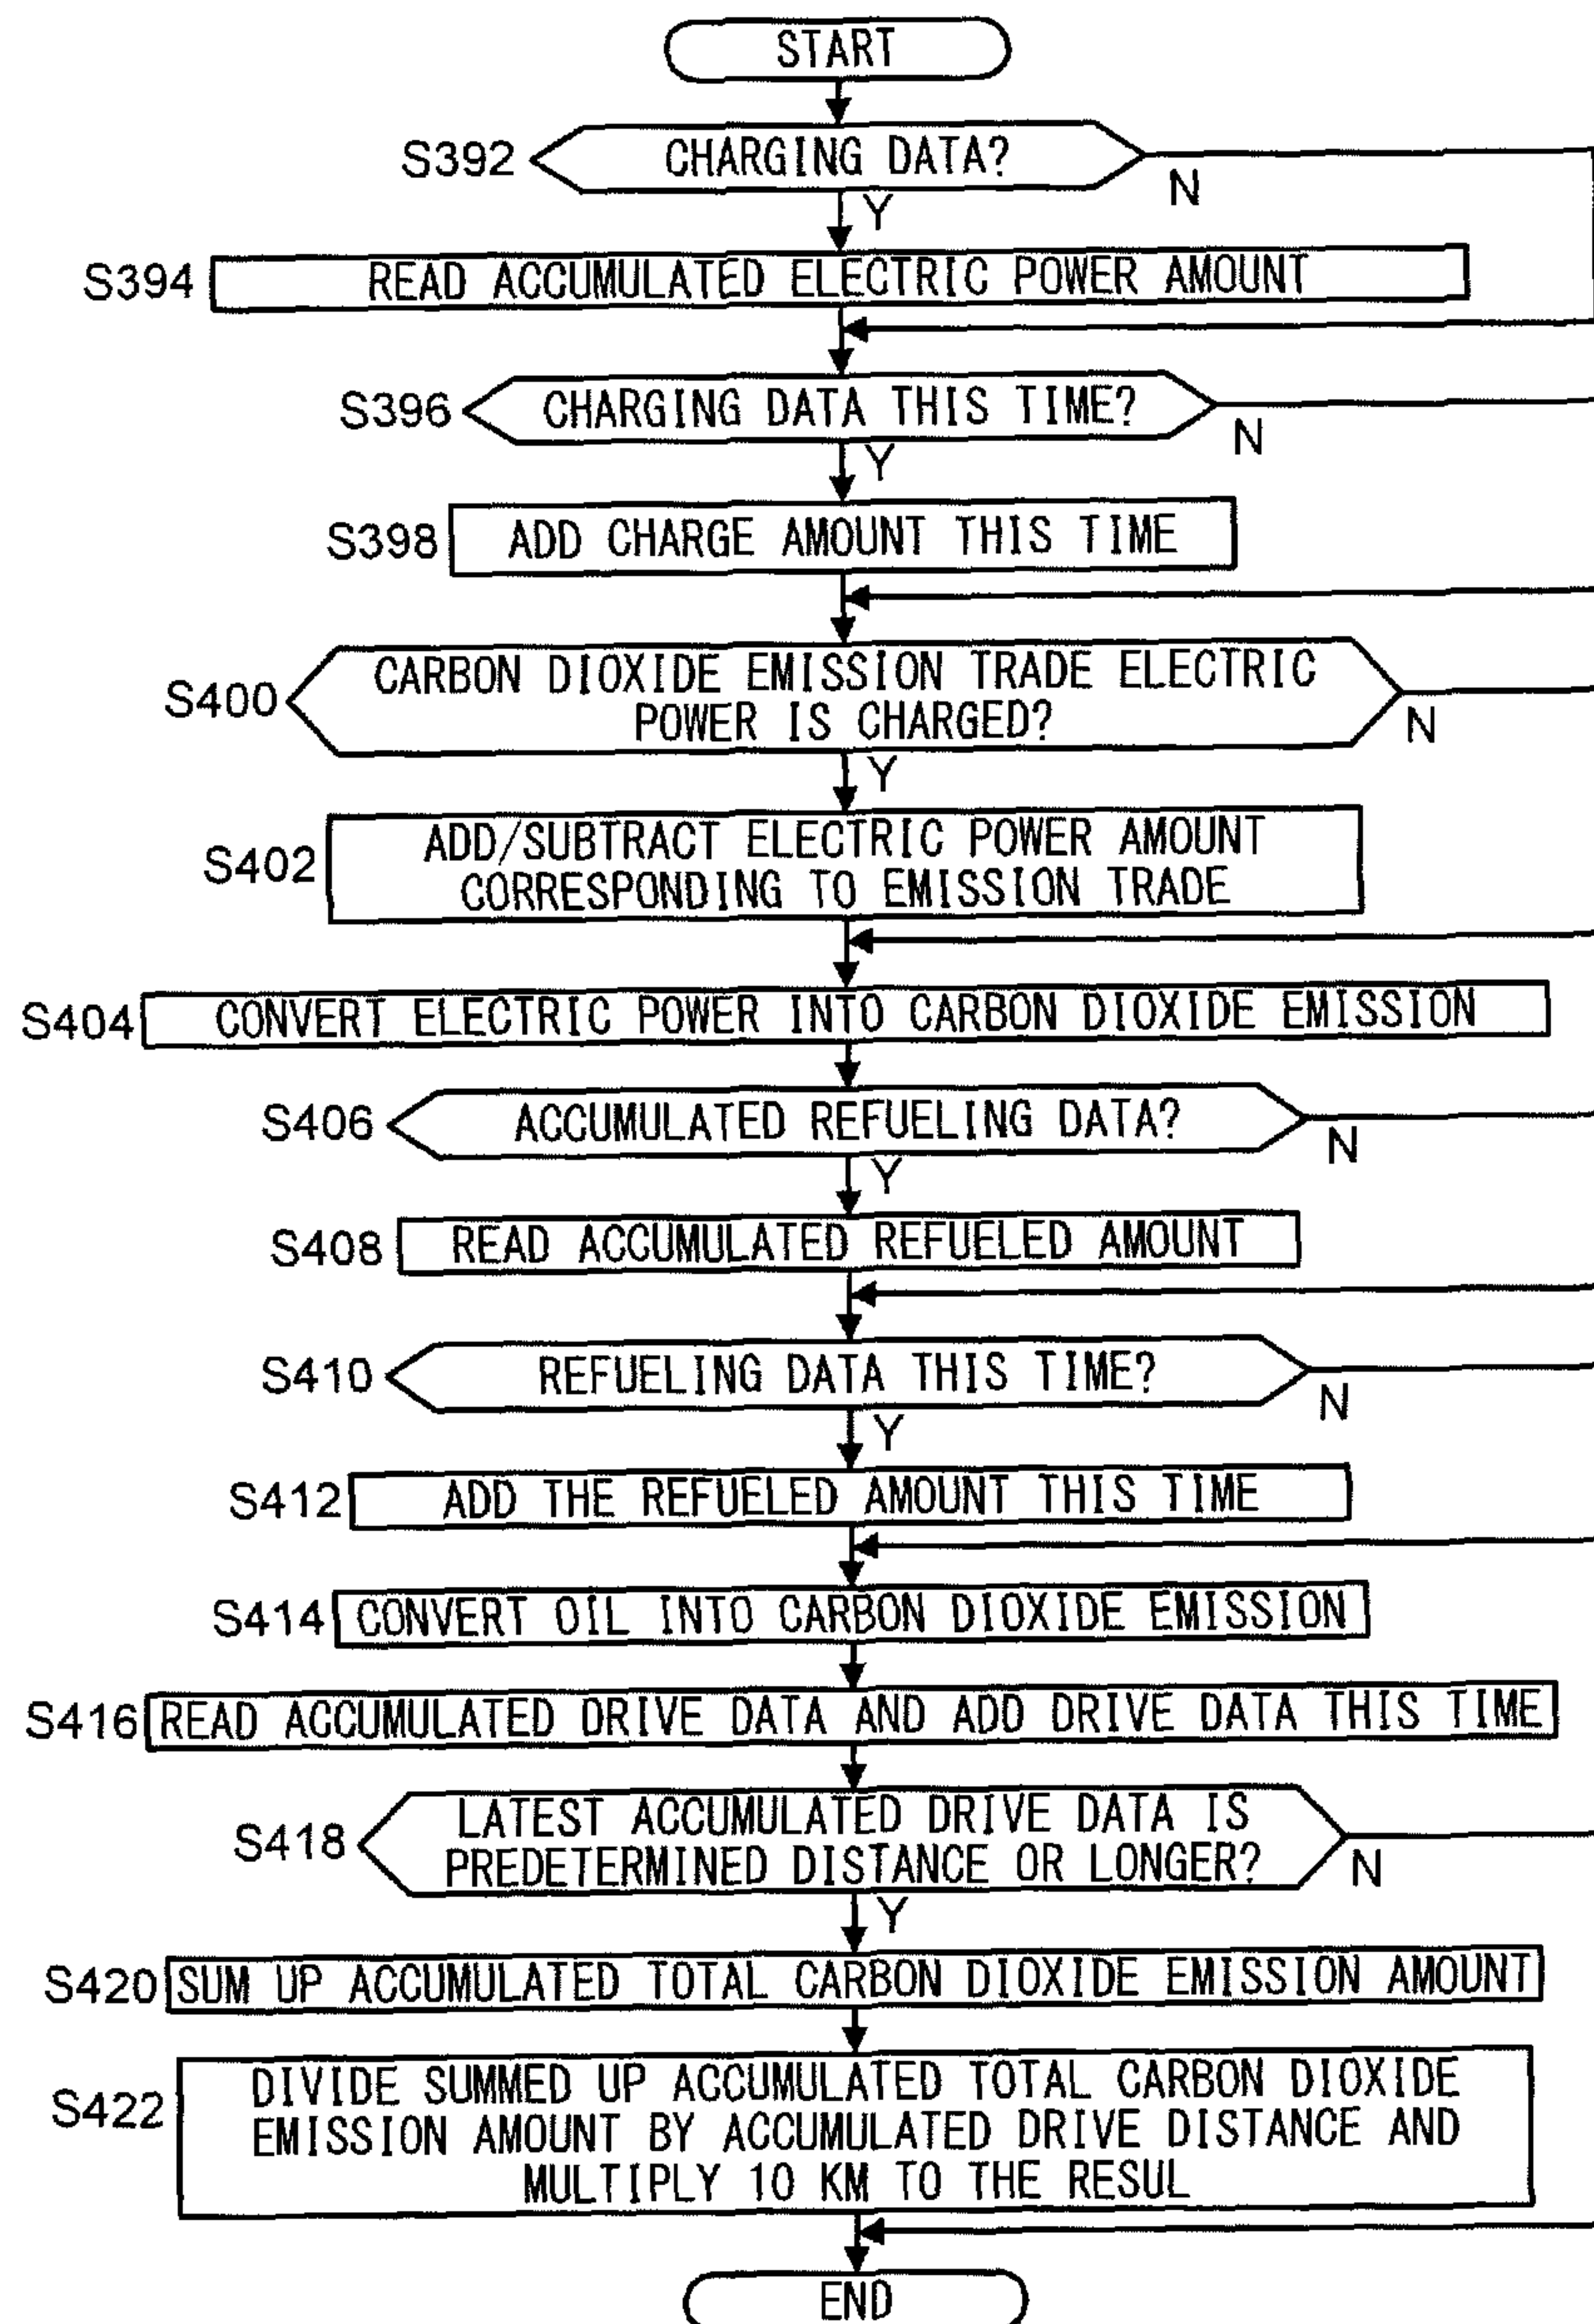 START
S392
CHARGING DATA?
N
Y
S394
READ ACCUMULATED ELECTRIC POWER AMOUNT
S396
CHARGING DATA THIS TIME?
N
Y
S398
ADD CHARGE AMOUNT THIS TIME
S400
CARBON DIOXIDE EMISSION TRADE ELECTRIC
POWER IS CHARGED?
N
Y
S402
ADD/SUBTRACT ELECTRIC POWER AMOUNT
CORRESPONDING TO EMISSION TRADE
S404
CONVERT ELECTRIC POWER INTO CARBON DIOXIDE EMISSION
S406
ACCUMULATED REFUELING DATA?
N
Y
S408
READ ACCUMULATED REFUELED AMOUNT
S410
REFUELING DATA THIS TIME?
N
Y
S412
ADD THE REFUELED AMOUNT THIS TIME
S414
CONVERT OIL INTO CARBON DIOXIDE EMISSION
S416
READ ACCUMULATED DRIVE DATA AND ADD DRIVE DATA THIS TIME
S418
LATEST ACCUMULATED DRIVE DATA IS
PREDETERMINED DISTANCE OR LONGER?
N
Y
S420
SUM UP ACCUMULATED TOTAL CARBON DIOXIDE EMISSION AMOUNT
S422
DIVIDE SUMMED UP ACCUMULATED TOTAL CARBON DIOXIDE
EMISSION AMOUNT BY ACCUMULATED DRIVE DISTANCE AND
MULTIPLY 10 KM TO THE RESUL
END